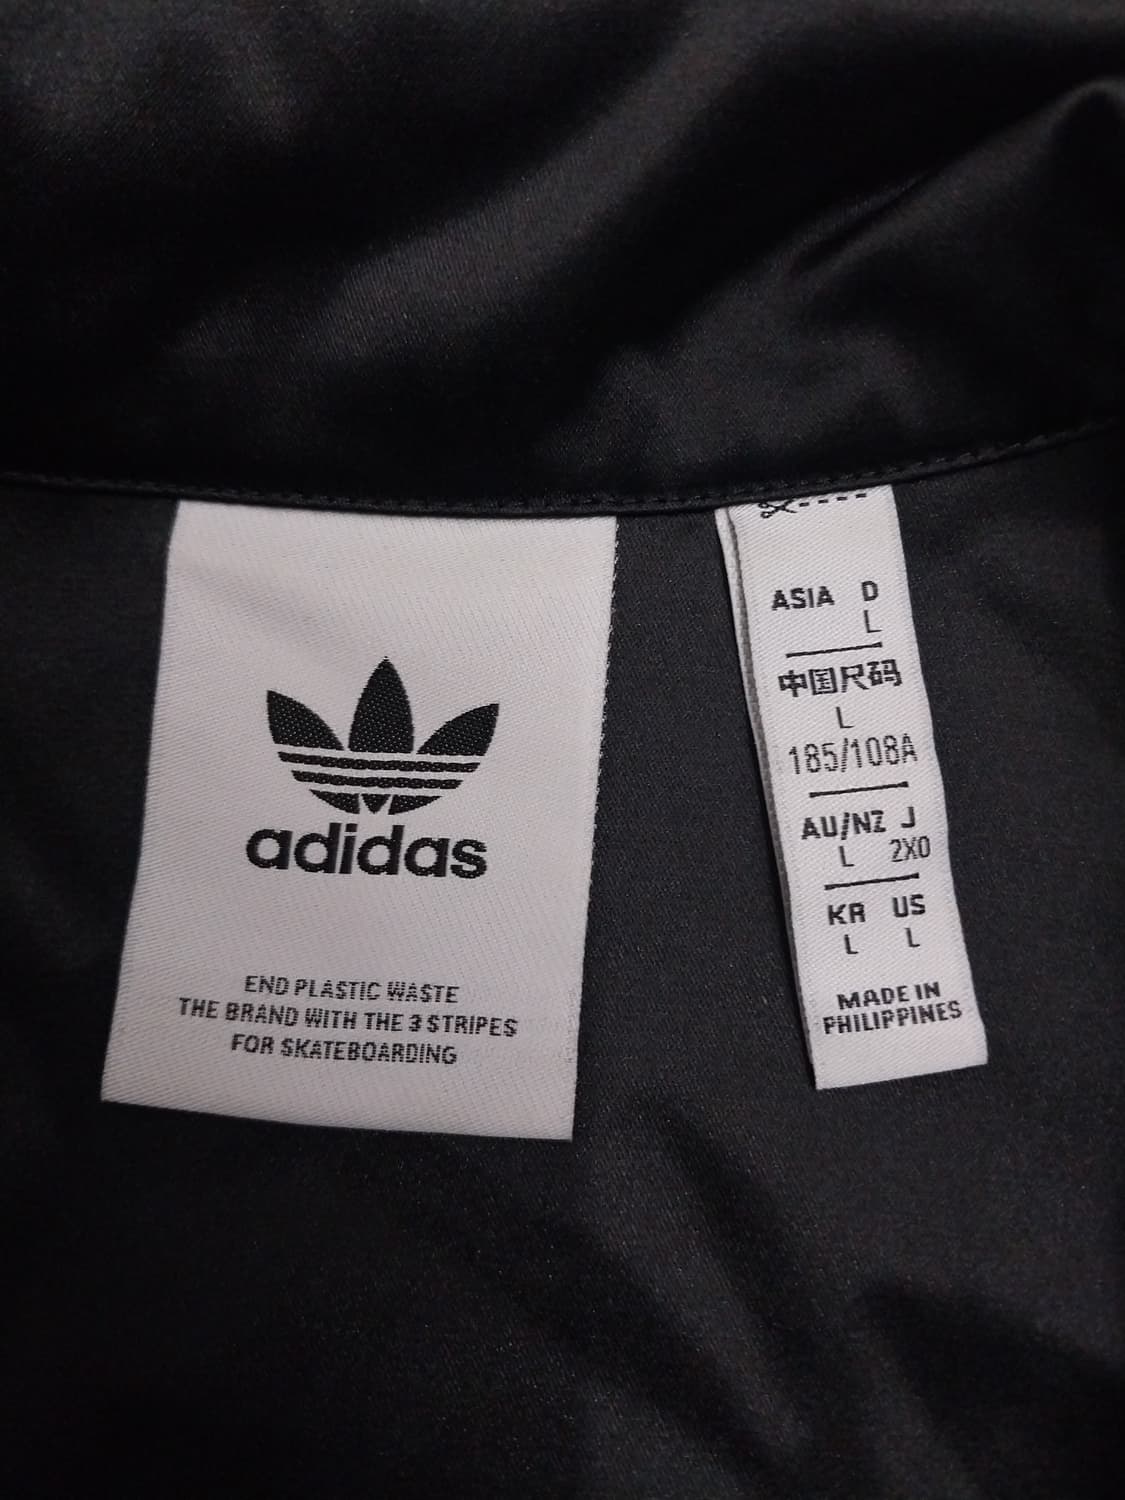 adidas
END PLASTIC WASTE
THE BRAND WITH THE 3 STRIPES
FOR SKATEBOARDING
ASIA D
L
中国尺码
L
185/108A
AU/NZ J
L 2XO
KR US
L L
MADE IN
PHILIPPINES